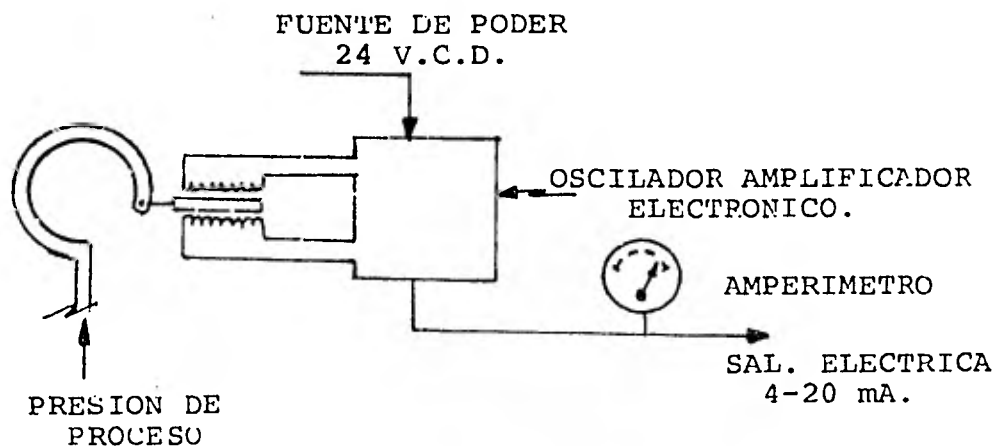 FUENTE DE PODER
24 V.C.D.
OSCILADOR AMPLIFICADOR
ELECTRONICO.
AMPERIMETRO
SAL. ELECTRICA
4-20 mA.
PRESION DE
PROCESO